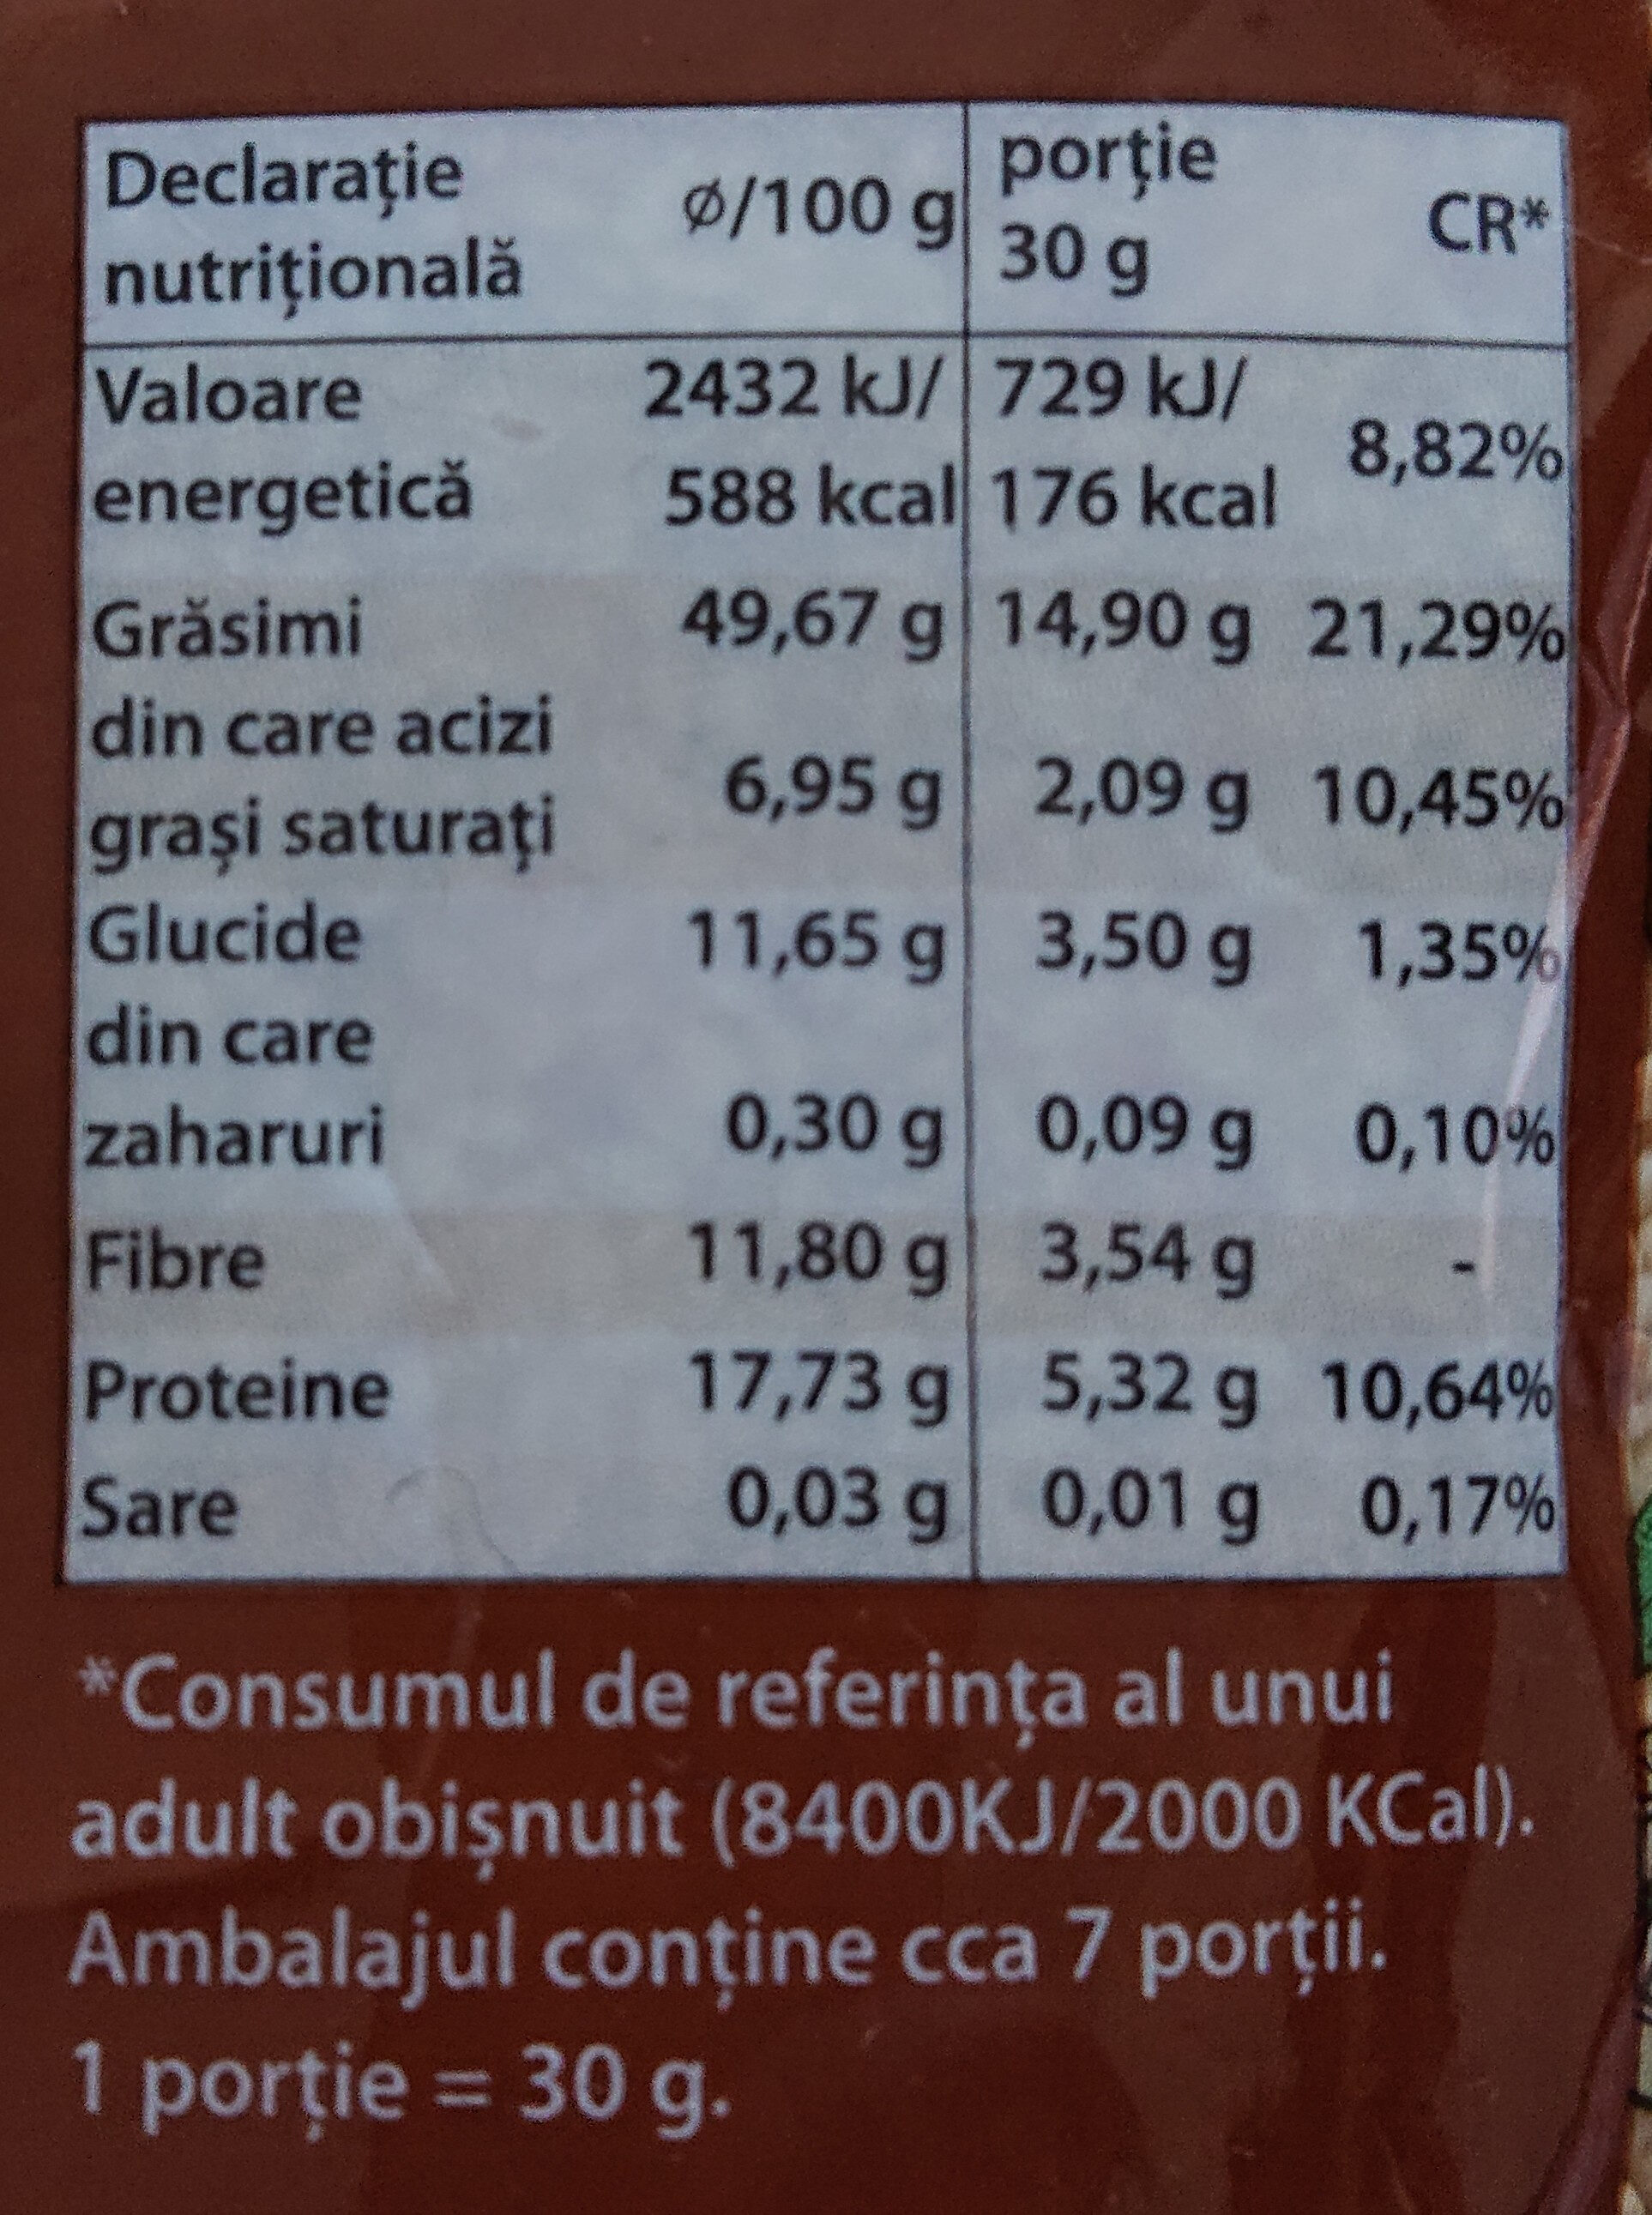 Declarație nutrițională ø/100 g porție 30 g CR*
Valoare energetică 2432 kJ/ 588 kcal 729 kJ/ 176 kcal 8,82%
Grăsimi 49,67 g 14,90 g 21,29%
din care acizi grași saturați 6,95 g 2,09 g 10,45%
Glucide 11,65 g 3,50 g 1,35%
din care zaharuri 0,30 g 0,09 g 0,10%
Fibre 11,80 g 3,54 g -
Proteine 17,73 g 5,32 g 10,64%
Sare 0,03 g 0,01 g 0,17%
*Consumul de referința al unui
adult obișnuit (8400KJ/2000 KCal).
Ambalajul conține cca 7 porții.
1 porție = 30 g.